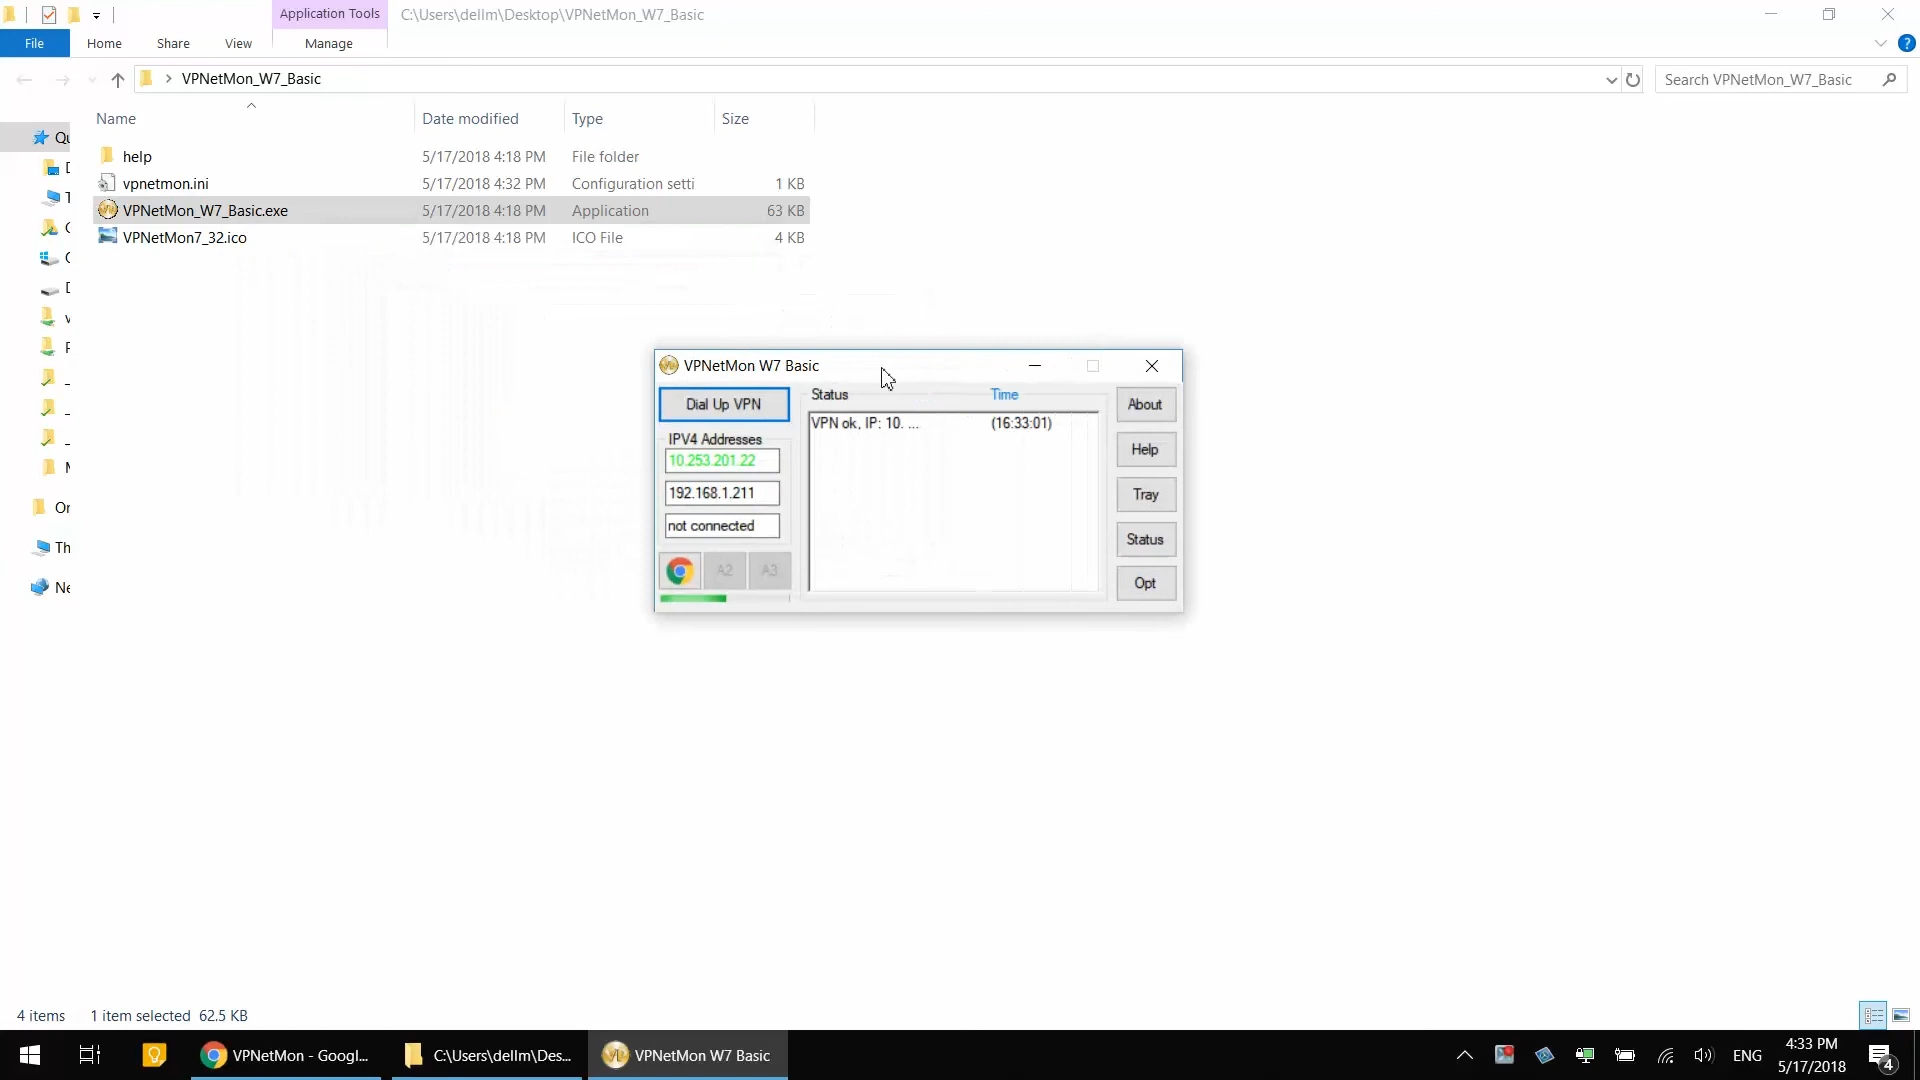 Application Tools
C:\Users\dellm\Desktop\VPNetMon_W7_Basic
File
Home
Share
View
Manage
VPNetMon_W7_Basic
Search VPNetMon_W7_Basic
Name
Date modified
Type
Size
help
5/17/2018 4:18 PM
File folder
vpnetmon.ini
5/17/2018 4:32 PM
Configuration setti
1 KB
VPNetMon_W7_Basic.exe
5/17/2018 4:18 PM
Application
63 KB
VPNetMon7_32.ico
5/17/2018 4:18 PM
ICO File
4 KB
Th
Ne
VPNetMon W7 Basic
Dial Up VPN
IPV4 Addresses
10.253.201.22
192.168.1.211
not connected
A2
A3
Status
Time
VPN ok, IP: 10. ...
(16:33:01)
About
Help
Tray
Status
Opt
4 items
1 item selected 62.5 KB
VPNetMon - Googl...
C:\Users\dellm\Des...
VPNetMon W7 Basic
ENG
4:33 PM
5/17/2018
4